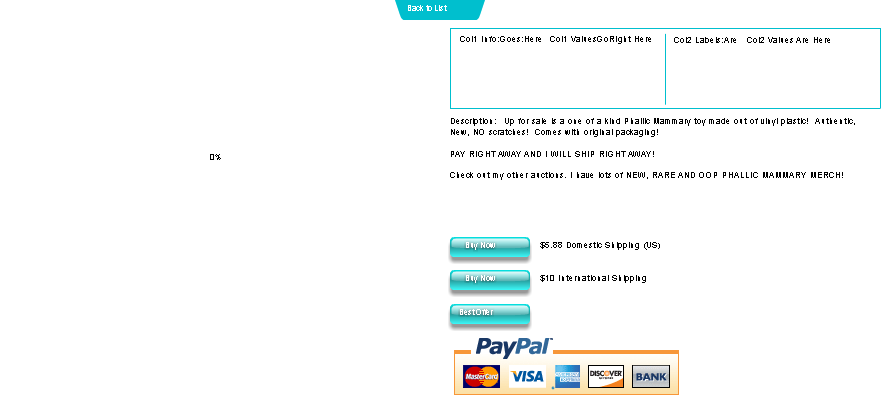 Back to List
Col1 Info:Goes:Here Col1 ValuesGoRight Here
Col2 Labels:Are Col2 Values Are Here
Description: Up for sale is a one of a kind Phallic Mammary toy made out of vinyl plastic! Authentic,
New, NO scratches! Comes with original packaging!
0%
PAY RIGHT AWAY AND I WILL SHIP RIGHT AWAY!
Check out my other auctions. I have lots of NEW, RARE AND OOP PHALLIC MAMMARY MERCH!
Buy Now $5.88 Domestic Shipping (US)
Buy Now $10 International Shipping
Best Offer
PayPal
MasterCard VISA AMERICAN EXPRESS DISCOVER NETWORK BANK